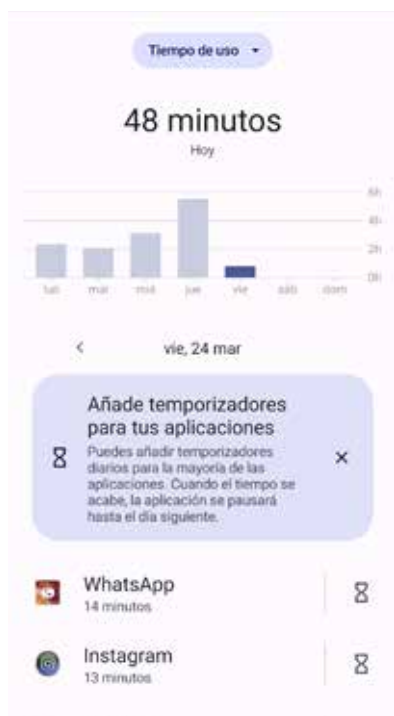 Tiempo de uso
48 minutos
Hoy
6h
4h
2h
0h
lun mar mié jue vie sáb dom
vie, 24 mar
Añade temporizadores
para tus aplicaciones
Puedes añadir temporizadores
diarios para la mayoría de las
aplicaciones. Cuando el tiempo se
acabe, la aplicación se pausará
hasta el día siguiente.
WhatsApp
14 minutos
Instagram
13 minutos